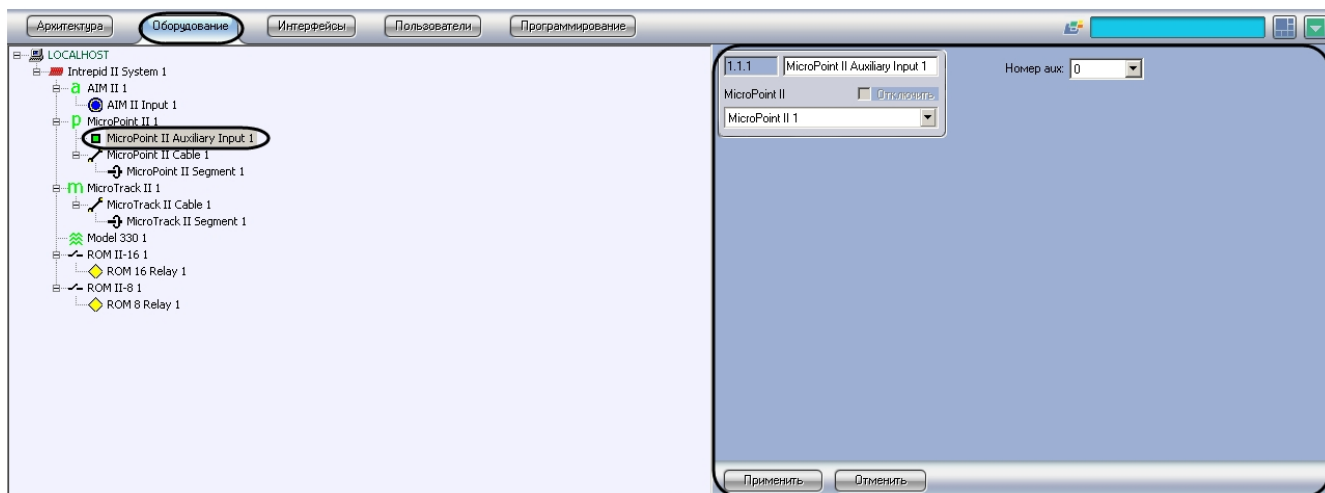 Архитектура Оборудование Интерфейсы Пользователи Программирование
LOCALHOST
Intrepid II System 1
a AIM II 1
AIM II Input 1
p MicroPoint II 1
MicroPoint II Auxiliary Input 1
MicroPoint II Cable 1
MicroPoint II Segment 1
m MicroTrack II 1
MicroTrack II Cable 1
MicroTrack II Segment 1
Model 330 1
ROM II-16 1
ROM 16 Relay 1
ROM II-8 1
ROM 8 Relay 1
1.1.1 MicroPoint II Auxiliary Input 1
MicroPoint II Отключить
MicroPoint II 1
Номер aux: 0
Применить Отменить